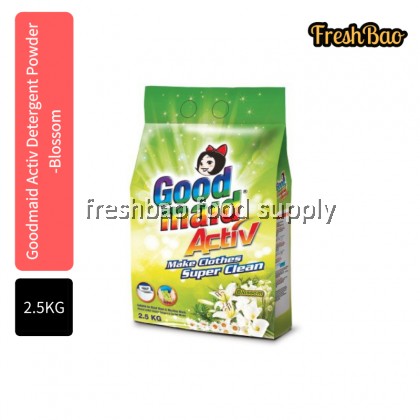 FreshBao
Goodmaid Activ Detergent Powder
-Blossom
2.5KG
Good
maid
freshbao food supply
Activ
Make Clothes
Super Clean
2.5 KG